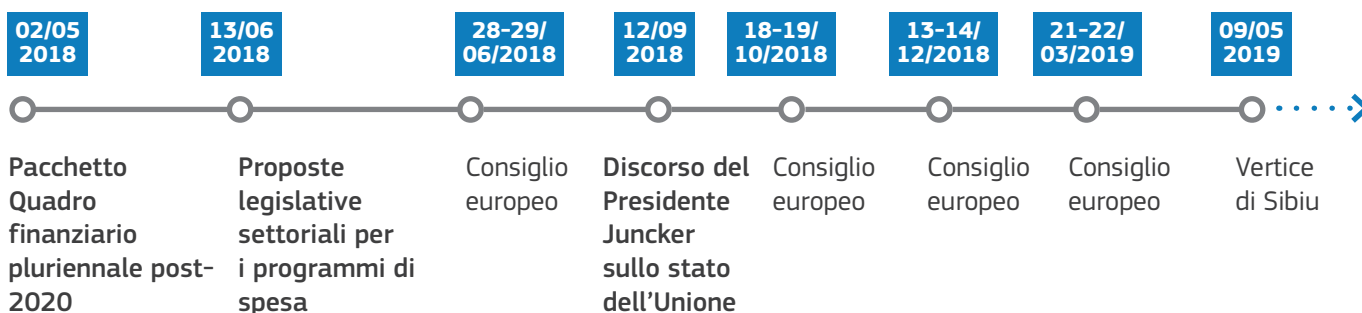 02/05
2018
13/06
2018
28-29/
06/2018
12/09
2018
18-19/
10/2018
13-14/
12/2018
21-22/
03/2019
09/05
2019
Pacchetto
Quadro
finanziario
pluriennale post-
2020
Proposte
legislative
settoriali per
i programmi di
spesa
Consiglio
europeo
Discorso del
Presidente
Juncker
sullo stato
dell'Unione
Consiglio
europeo
Consiglio
europeo
Consiglio
europeo
Vertice
di Sibiu